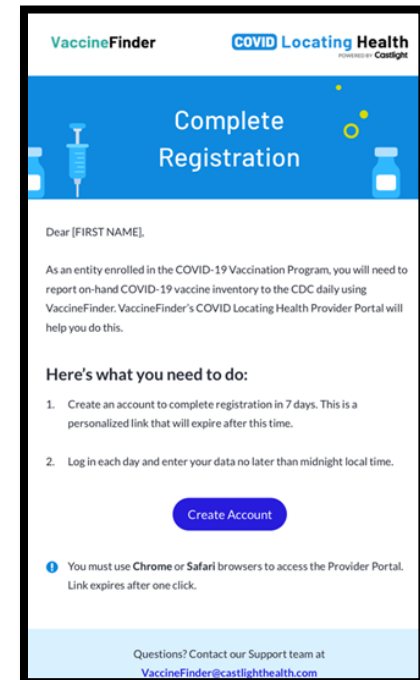 VaccineFinder
COVID Locating Health
POWERED BY Castlight
Complete
Registration
Dear [FIRST NAME],
As an entity enrolled in the COVID-19 Vaccination Program, you will need to
report on-hand COVID-19 vaccine inventory to the CDC daily using
VaccineFinder. VaccineFinder's COVID Locating Health Provider Portal will
help you do this.
Here's what you need to do:
1. Create an account to complete registration in 7 days. This is a
personalized link that will expire after this time.
2. Log in each day and enter your data no later than midnight local time.
Create Account
You must use Chrome or Safari browsers to access the Provider Portal.
Link expires after one click.
Questions? Contact our Support team at
VaccineFinder@castlighthealth.com